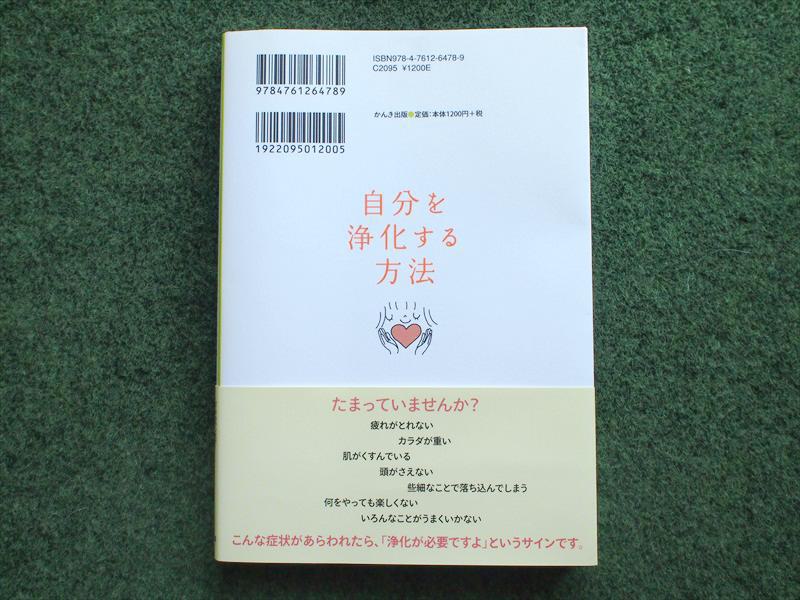 ISBN978-4-7612-6478-9
C2095 ¥1200E
9784761264789
かんき出版●定価：本体1200円＋税
1922095012005
自分を
浄化する
方法
たまっていませんか？
疲れがとれない
カラダが重い
肌がくすんでいる
頭がさえない
些細なことで落ち込んでしまう
何をやっても楽しくない
いろんなことがうまくいかない
こんな症状があらわれたら、「浄化が必要ですよ」というサインです。